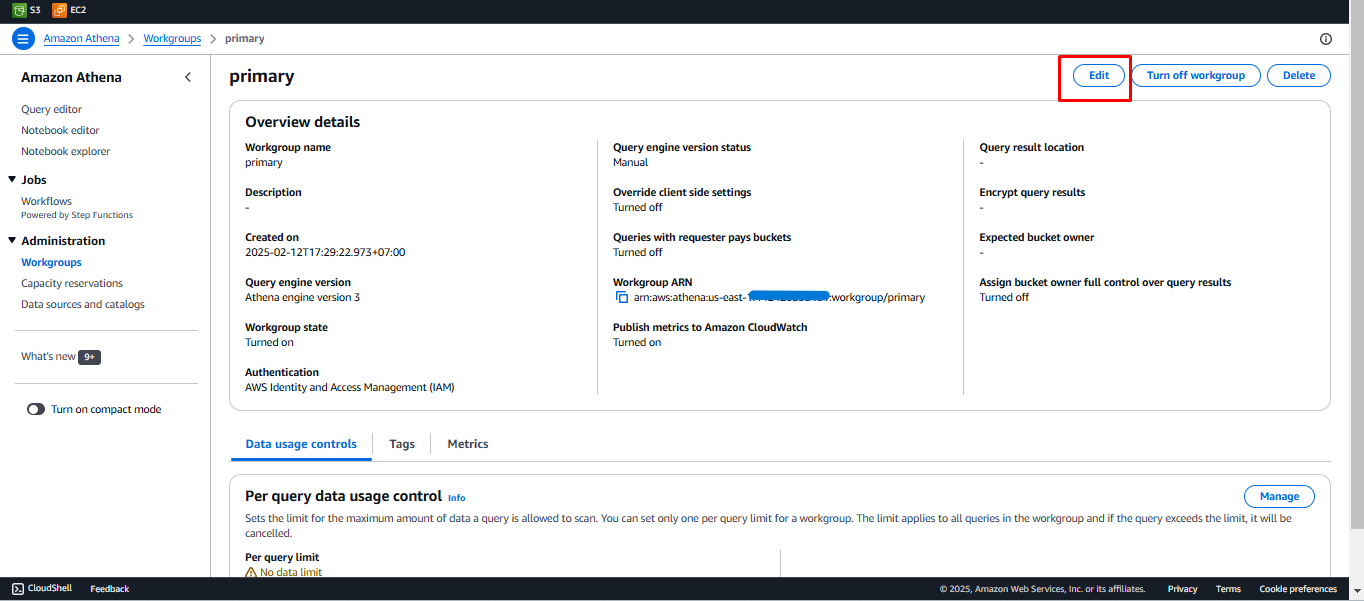 S3 EC2
Amazon Athena > Workgroups > primary
Amazon Athena
Query editor
Notebook editor
Notebook explorer
Jobs
Workflows
Powered by Step Functions
Administration
Workgroups
Capacity reservations
Data sources and catalogs
What's new 9+
Turn on compact mode
primary
Edit
Turn off workgroup
Delete
Overview details
Workgroup name
primary
Description
-
Created on
2025-02-12T17:29:22.973+07:00
Query engine version
Athena engine version 3
Workgroup state
Turned on
Authentication
AWS Identity and Access Management (IAM)
Query engine version status
Manual
Override client side settings
Turned off
Queries with requester pays buckets
Turned off
Workgroup ARN
arn:aws:athena:us-east- :workgroup/primary
Publish metrics to Amazon CloudWatch
Turned on
Query result location
-
Encrypt query results
-
Expected bucket owner
-
Assign bucket owner full control over query results
Turned off
Data usage controls
Tags
Metrics
Per query data usage control Info
Manage
Sets the limit for the maximum amount of data a query is allowed to scan. You can set only one per query limit for a workgroup. The limit applies to all queries in the workgroup and if the query exceeds the limit, it will be
cancelled.
Per query limit
No data limit
CloudShell Feedback
© 2025, Amazon Web Services, Inc. or its affiliates. Privacy Terms Cookie preferences